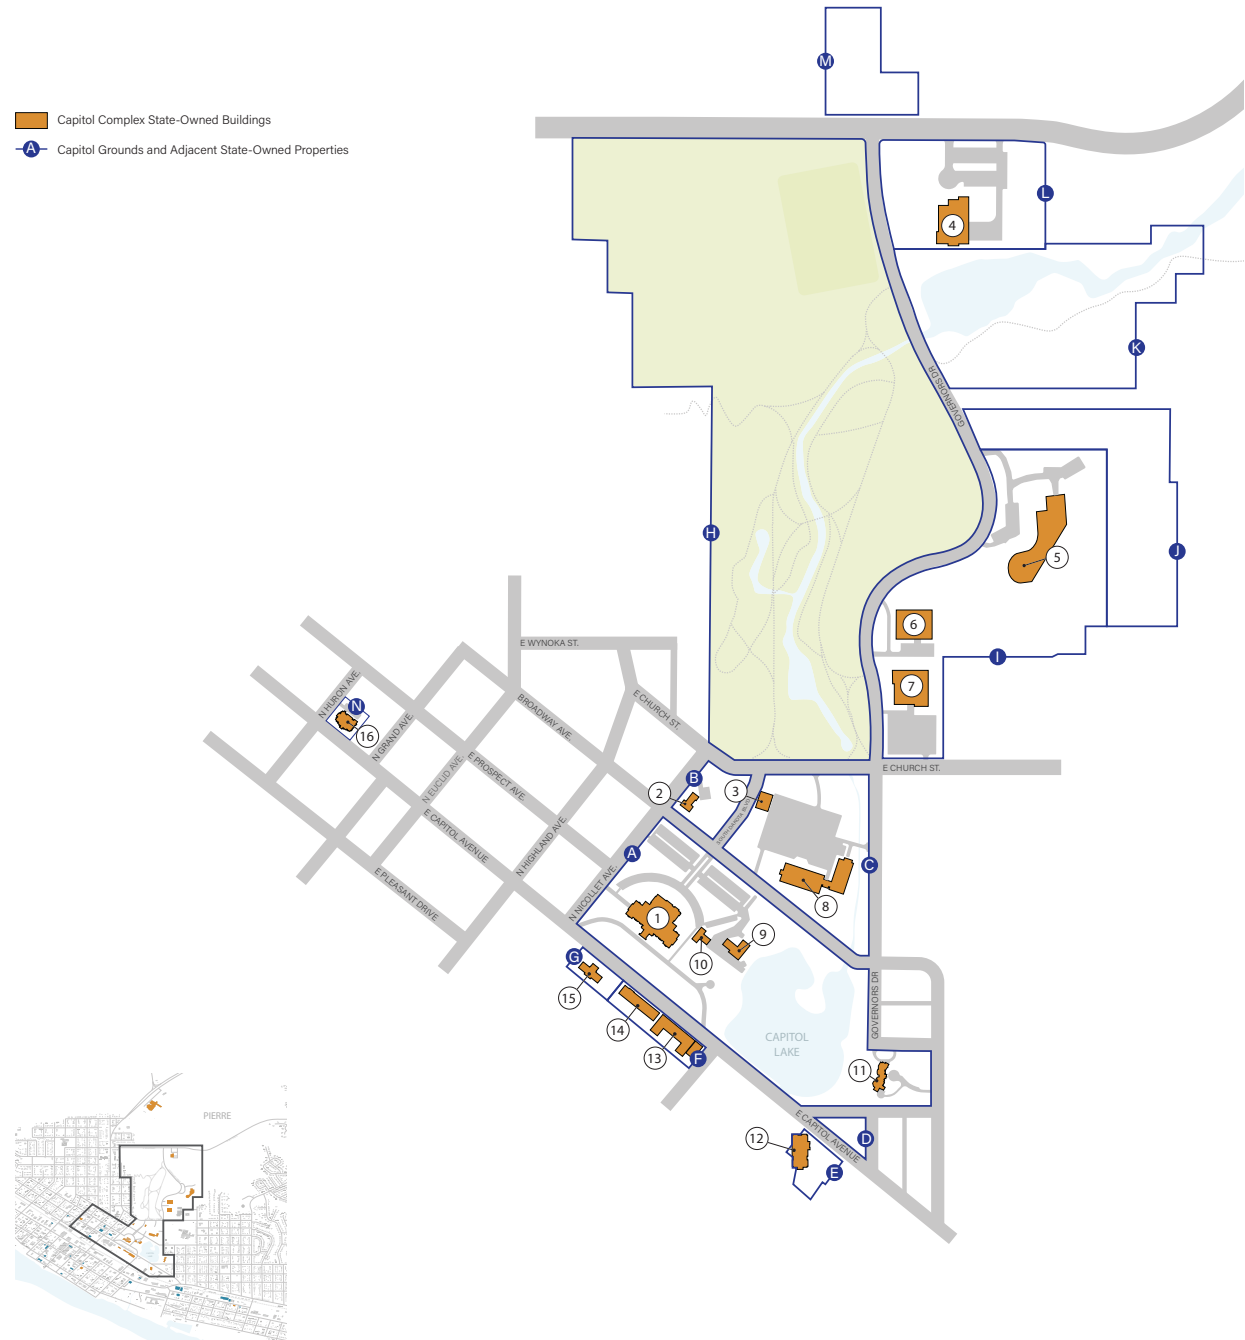 M
Capitol Complex State-Owned Buildings
A
Capitol Grounds and Adjacent State-Owned Properties
L
4
K
GOVERNORS DR
H
J
5
6
E WYNOKA ST.
I
7
N HURON AVE.
N
16
E CHURCH ST.
BROADWAY AVE.
N GRAND AVE.
E PROSPECT AVE.
N EUCLID AVE.
E CHURCH ST.
B
2
3
SOUTH DAKOTA BLVD
E CAPITOL AVENUE
N HIGHLAND AVE.
A
C
E PLEASANT DRIVE
N NICOLLET AVE.
8
1
9
10
G
15
14
13
F
GOVERNORS DR
CAPITOL
LAKE
11
E CAPITOL AVENUE
12
D
E
PIERRE